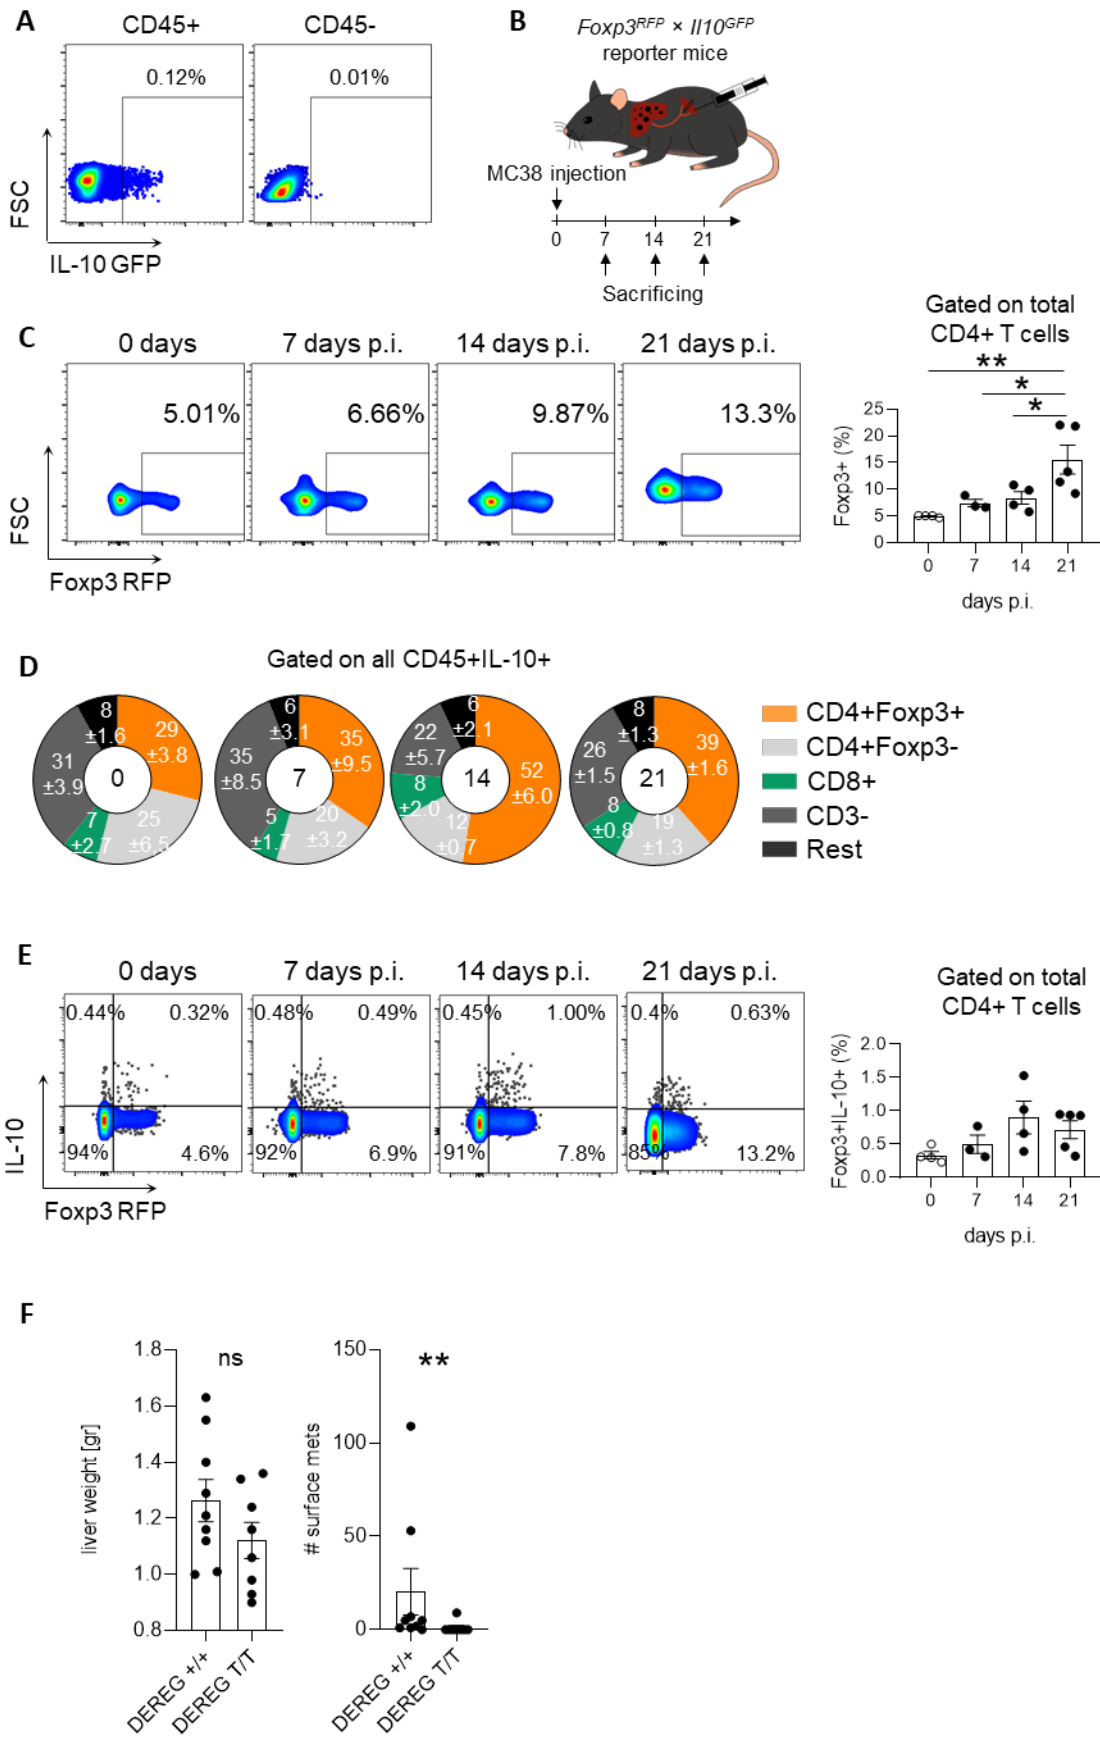 A
CD45+
CD45-
0.12%
0.01%
FSC
IL-10 GFP
B
Foxp3RFP × Il10GFP
reporter mice
MC38 injection
0 7 14 21
Sacrificing
C
0 days
7 days p.i.
14 days p.i.
21 days p.i.
5.01%
6.66%
9.87%
13.3%
FSC
Foxp3 RFP
Gated on total
CD4+ T cells
**
*
*
Foxp3+ (%)
25
20
15
10
5
0
0 7 14 21
days p.i.
D
Gated on all CD45+IL-10+
8
±1.6
29
±3.8
31
±3.9
0
7
±2.7
25
±6.5
6
±3.1
35
±9.5
35
±8.5
7
5
±1.7
20
±3.2
6
±2.1
22
±5.7
52
±6.0
14
8
±2.0
12
±0.7
8
±1.3
39
±1.6
26
±1.5
21
8
±0.8
19
±1.3
CD4+Foxp3+
CD4+Foxp3-
CD8+
CD3-
Rest
E
0 days
7 days p.i.
14 days p.i.
21 days p.i.
0.44% 0.32%
94% 4.6%
0.48% 0.49%
92% 6.9%
0.45% 1.00%
91% 7.8%
0.4% 0.63%
85% 13.2%
IL-10
Foxp3 RFP
Gated on total
CD4+ T cells
Foxp3+IL-10+ (%)
2.0
1.5
1.0
0.5
0.0
0 7 14 21
days p.i.
F
liver weight [gr]
1.8
1.6
1.4
1.2
1.0
0.8
ns
DEREG +/+
DEREG T/T
# surface mets
150
100
50
0
**
DEREG +/+
DEREG T/T